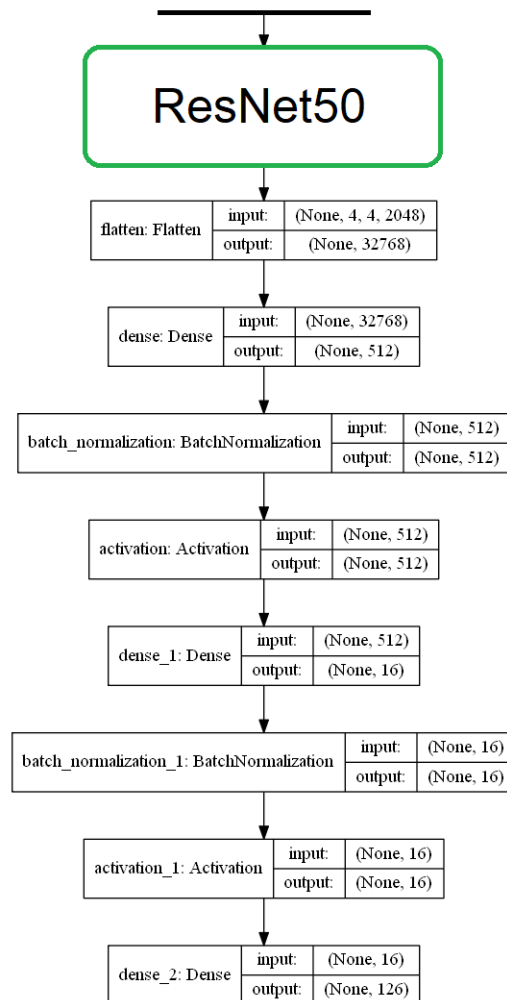 ResNet50
flatten: Flatten
input: (None, 4, 4, 2048)
output: (None, 32768)
dense: Dense
input: (None, 32768)
output: (None, 512)
batch_normalization: BatchNormalization
input: (None, 512)
output: (None, 512)
activation: Activation
input: (None, 512)
output: (None, 512)
dense_1: Dense
input: (None, 512)
output: (None, 16)
batch_normalization_1: BatchNormalization
input: (None, 16)
output: (None, 16)
activation_1: Activation
input: (None, 16)
output: (None, 16)
dense_2: Dense
input: (None, 16)
output: (None, 126)